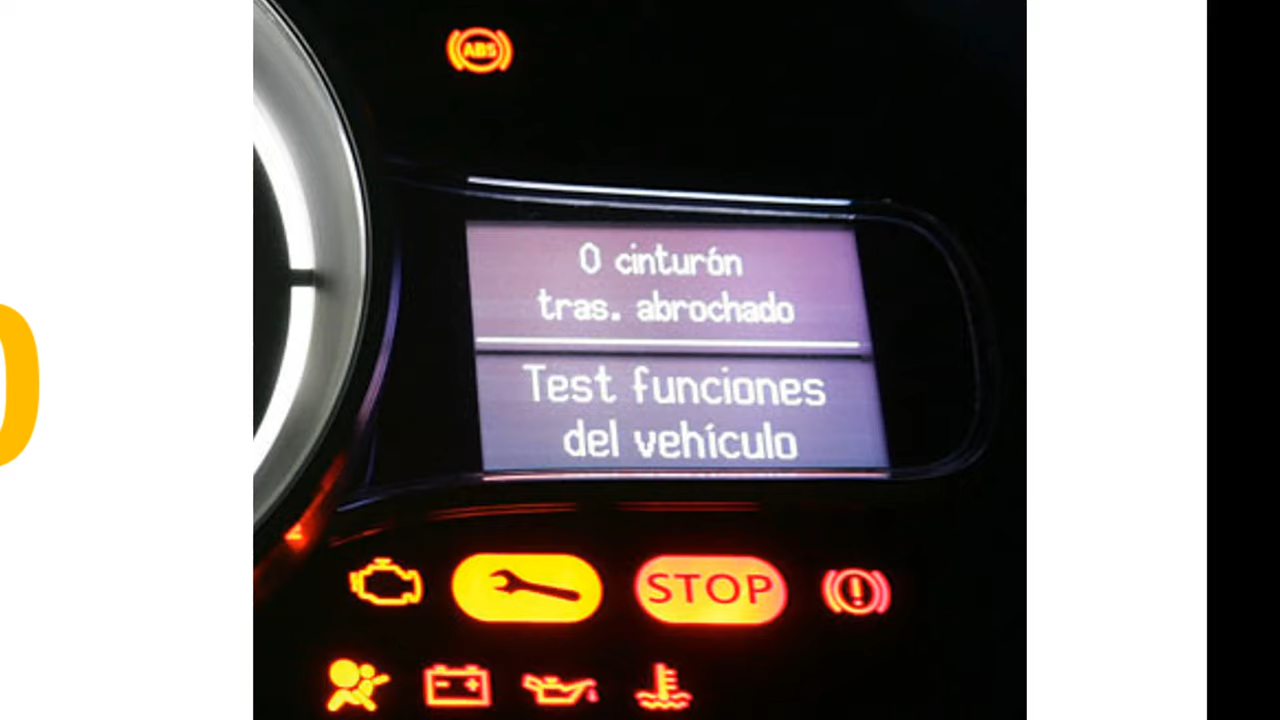 ABS
0 cinturón
tras. abrochado
Test funciones
del vehículo
STOP